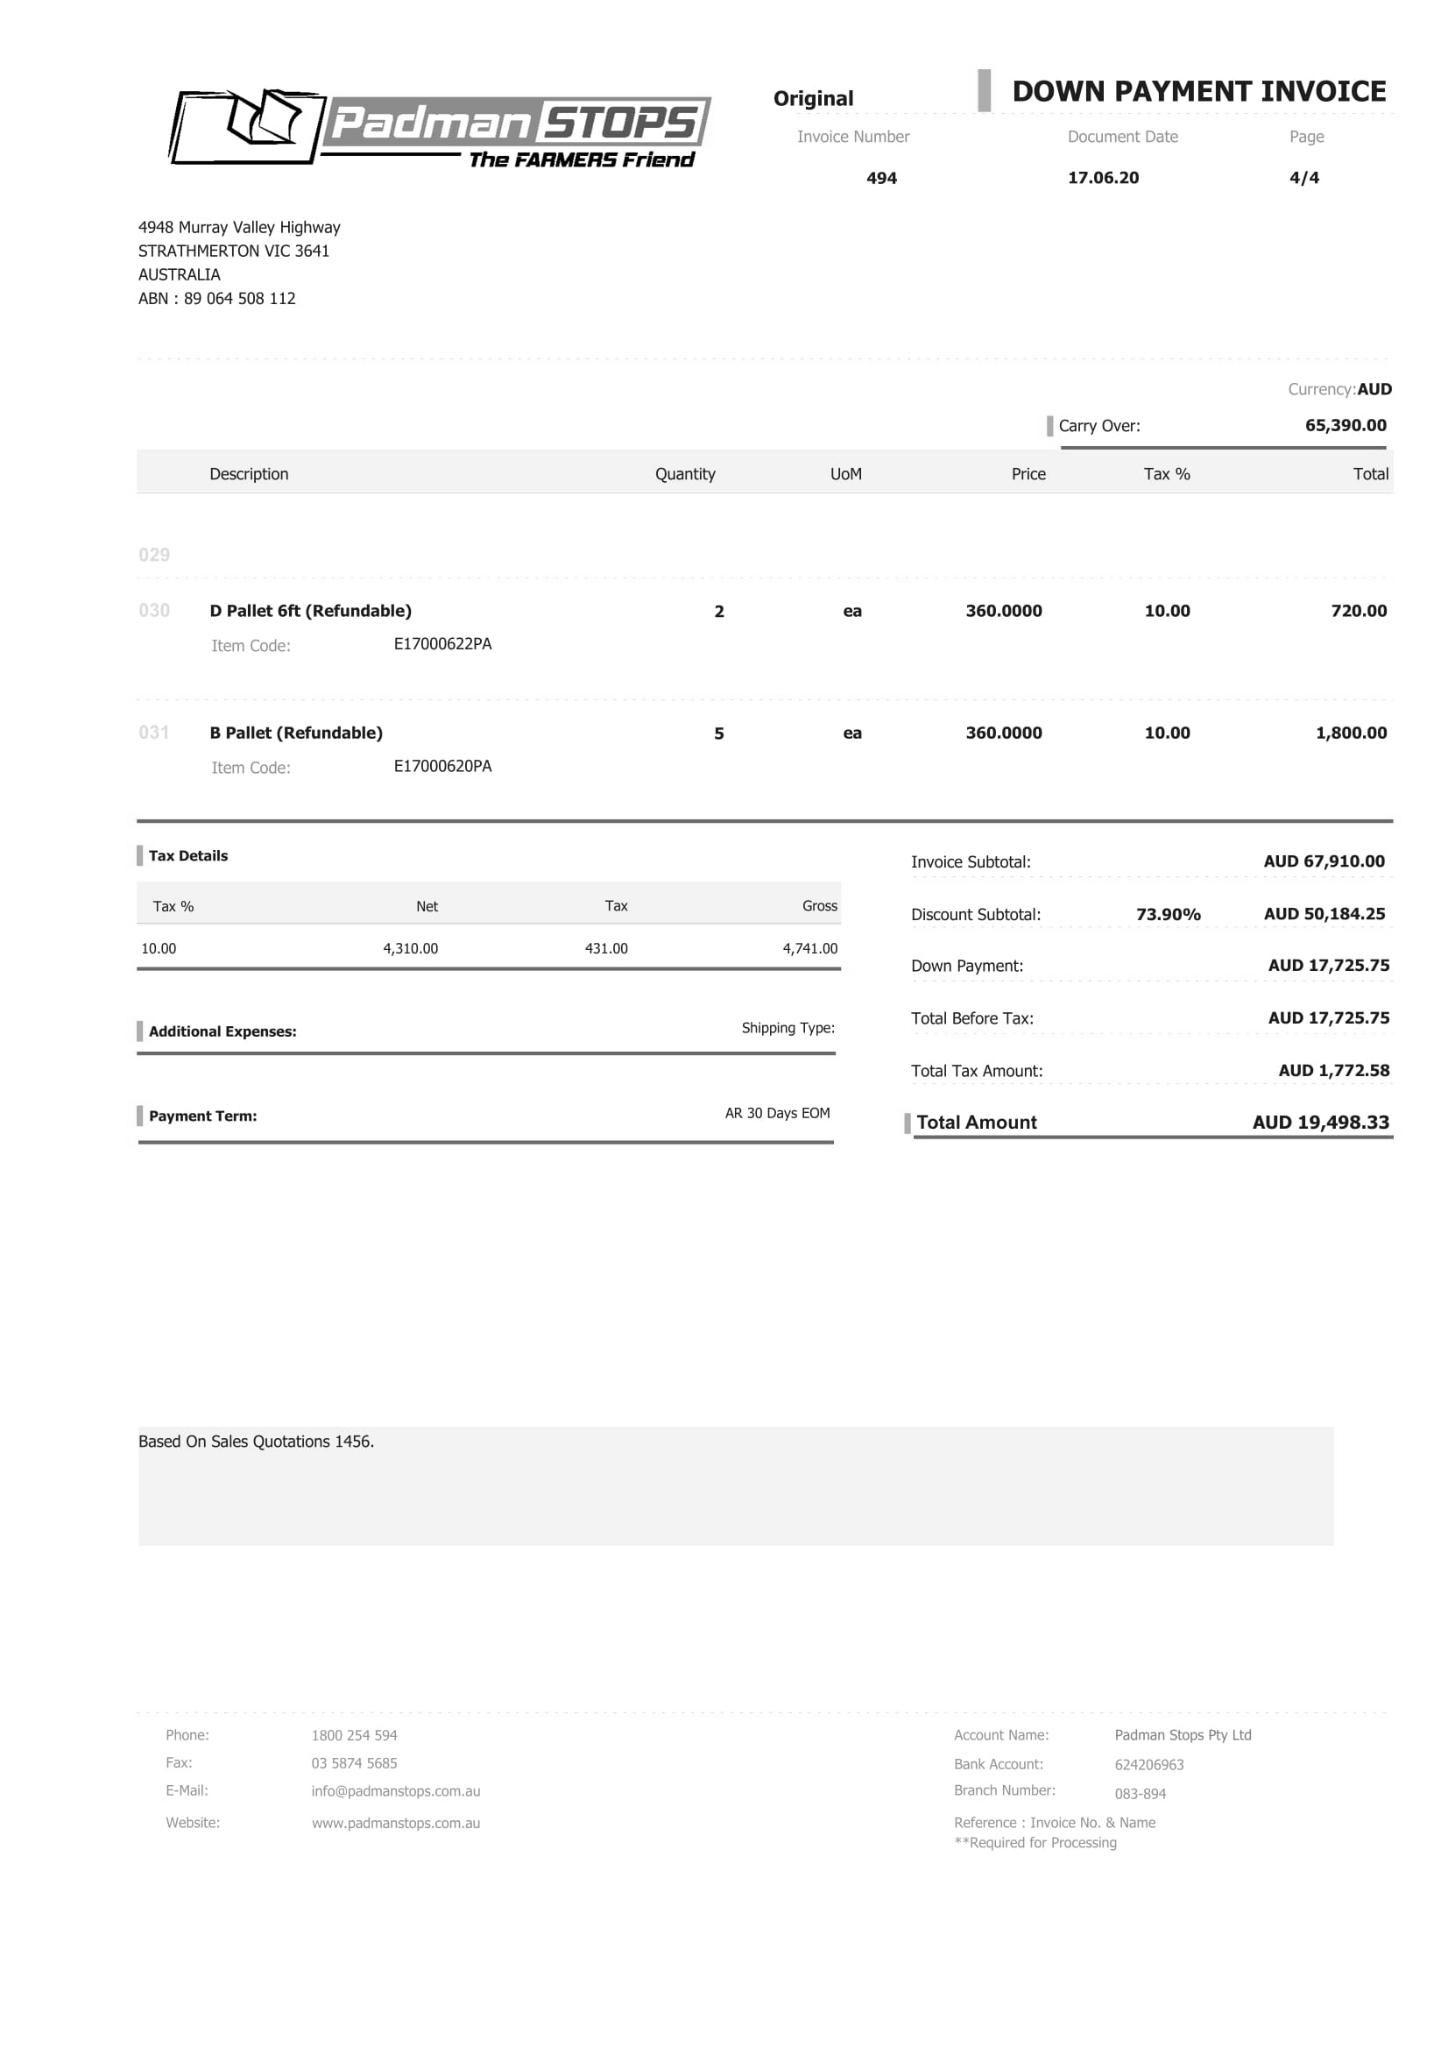 Padman STOPS
The FARMERS Friend
Original
DOWN PAYMENT INVOICE
Invoice Number Document Date Page
494 17.06.20 4/4
4948 Murray Valley Highway
STRATHMERTON VIC 3641
AUSTRALIA
ABN : 89 064 508 112
Currency:AUD
Carry Over: 65,390.00
Description Quantity UoM Price Tax % Total
029
030 D Pallet 6ft (Refundable) 2 ea 360.0000 10.00 720.00
Item Code: E17000622PA
031 B Pallet (Refundable) 5 ea 360.0000 10.00 1,800.00
Item Code: E17000620PA
Tax Details
Tax % Net Tax Gross
10.00 4,310.00 431.00 4,741.00
Additional Expenses: Shipping Type:
Payment Term: AR 30 Days EOM
Invoice Subtotal: AUD 67,910.00
Discount Subtotal: 73.90% AUD 50,184.25
Down Payment: AUD 17,725.75
Total Before Tax: AUD 17,725.75
Total Tax Amount: AUD 1,772.58
Total Amount AUD 19,498.33
Based On Sales Quotations 1456.
Phone: 1800 254 594
Fax: 03 5874 5685
E-Mail: info@padmanstops.com.au
Website: www.padmanstops.com.au
Account Name: Padman Stops Pty Ltd
Bank Account: 624206963
Branch Number: 083-894
Reference : Invoice No. & Name
**Required for Processing